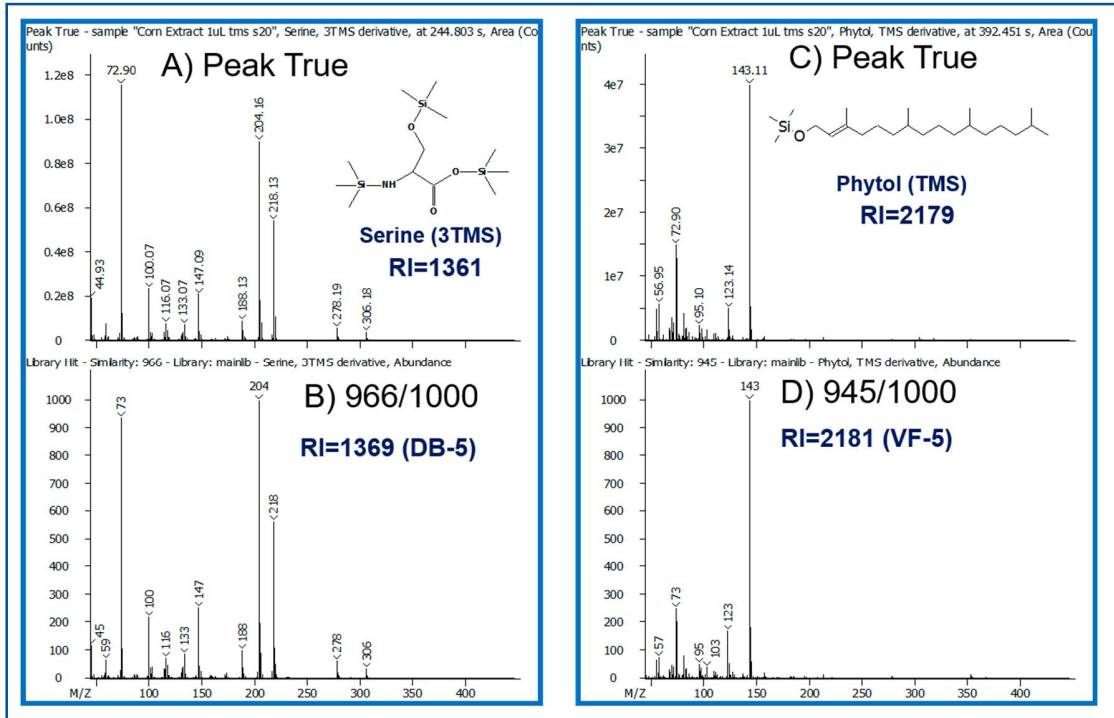 Peak True - sample "Corn Extract 1uL tms s20", Serine, 3TMS derivative, at 244.803 s, Area (Co
unts)
A) Peak True
1.2e8
1.0e8
0.8e8
0.6e8
0.4e8
0.2e8
0
44.93
72.90
100.07
116.07
133.07
147.09
188.13
204.16
218.13
278.19
306.18
Si
O
Si
NH
O
Si
O
Serine (3TMS)
RI=1361
Library Hit - Similarity: 966 - Library: mainlib - Serine, 3TMS derivative, Abundance
B) 966/1000
RI=1369 (DB-5)
1000
900
800
700
600
500
400
300
200
100
0
45
59
73
100
116
133
147
188
204
218
278
306
M/Z
100
150
200
250
300
350
400
Peak True - sample "Corn Extract 1uL tms s20", Phytol, TMS derivative, at 392.451 s, Area (Cou
nts)
C) Peak True
4e7
3e7
2e7
1e7
0
56.95
72.90
95.10
123.14
143.11
Si
O
Phytol (TMS)
RI=2179
Library Hit - Similarity: 945 - Library: mainlib - Phytol, TMS derivative, Abundance
D) 945/1000
RI=2181 (VF-5)
1000
900
800
700
600
500
400
300
200
100
0
57
73
95
103
123
143
M/Z
100
150
200
250
300
350
400